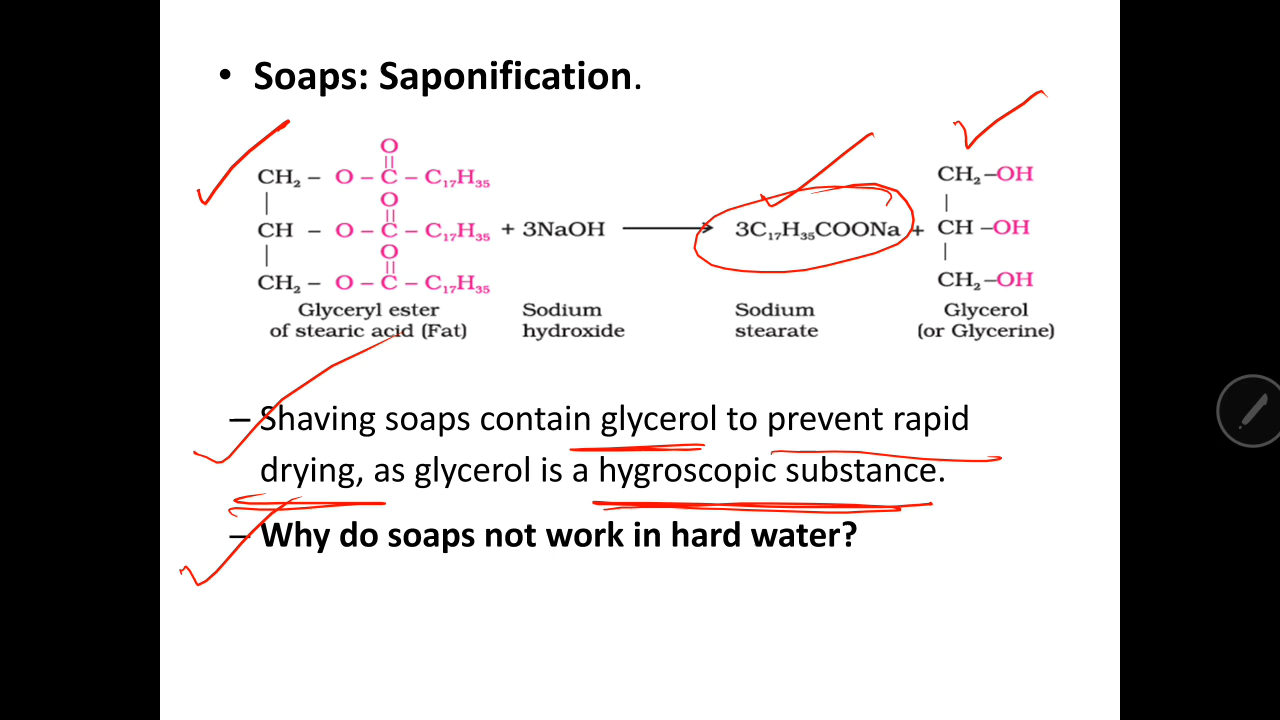 • Soaps: Saponification.
O
||
CH₂ – O – C – C₁₇H₃₅
|
O
||
CH – O – C – C₁₇H₃₅ + 3NaOH ⟶ 3C₁₇H₃₅COONa +
|
O
||
CH₂ – O – C – C₁₇H₃₅
CH₂–OH
|
CH –OH
|
CH₂–OH
Glyceryl ester
of stearic acid (Fat)
Sodium
hydroxide
Sodium
stearate
Glycerol
(or Glycerine)
– Shaving soaps contain glycerol to prevent rapid
drying, as glycerol is a hygroscopic substance.
– Why do soaps not work in hard water?